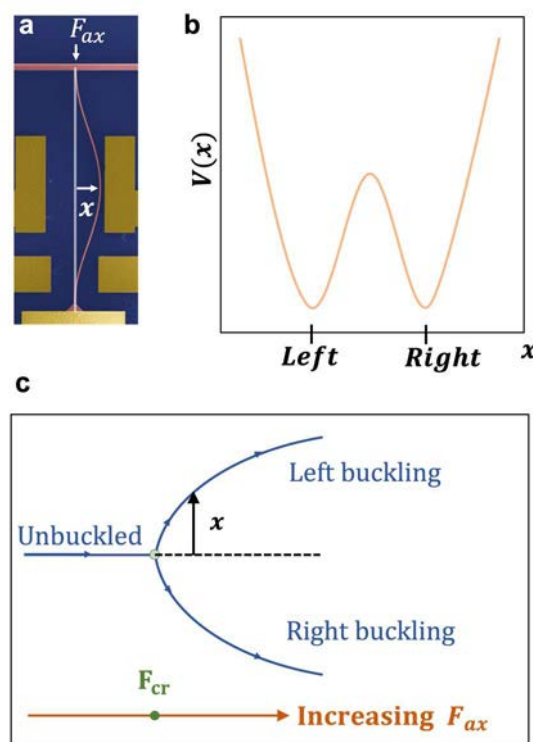 a
F_ax
x
b
V(x)
Left
Right
x
c
Left buckling
Unbuckled
x
Right buckling
F_cr
Increasing F_ax